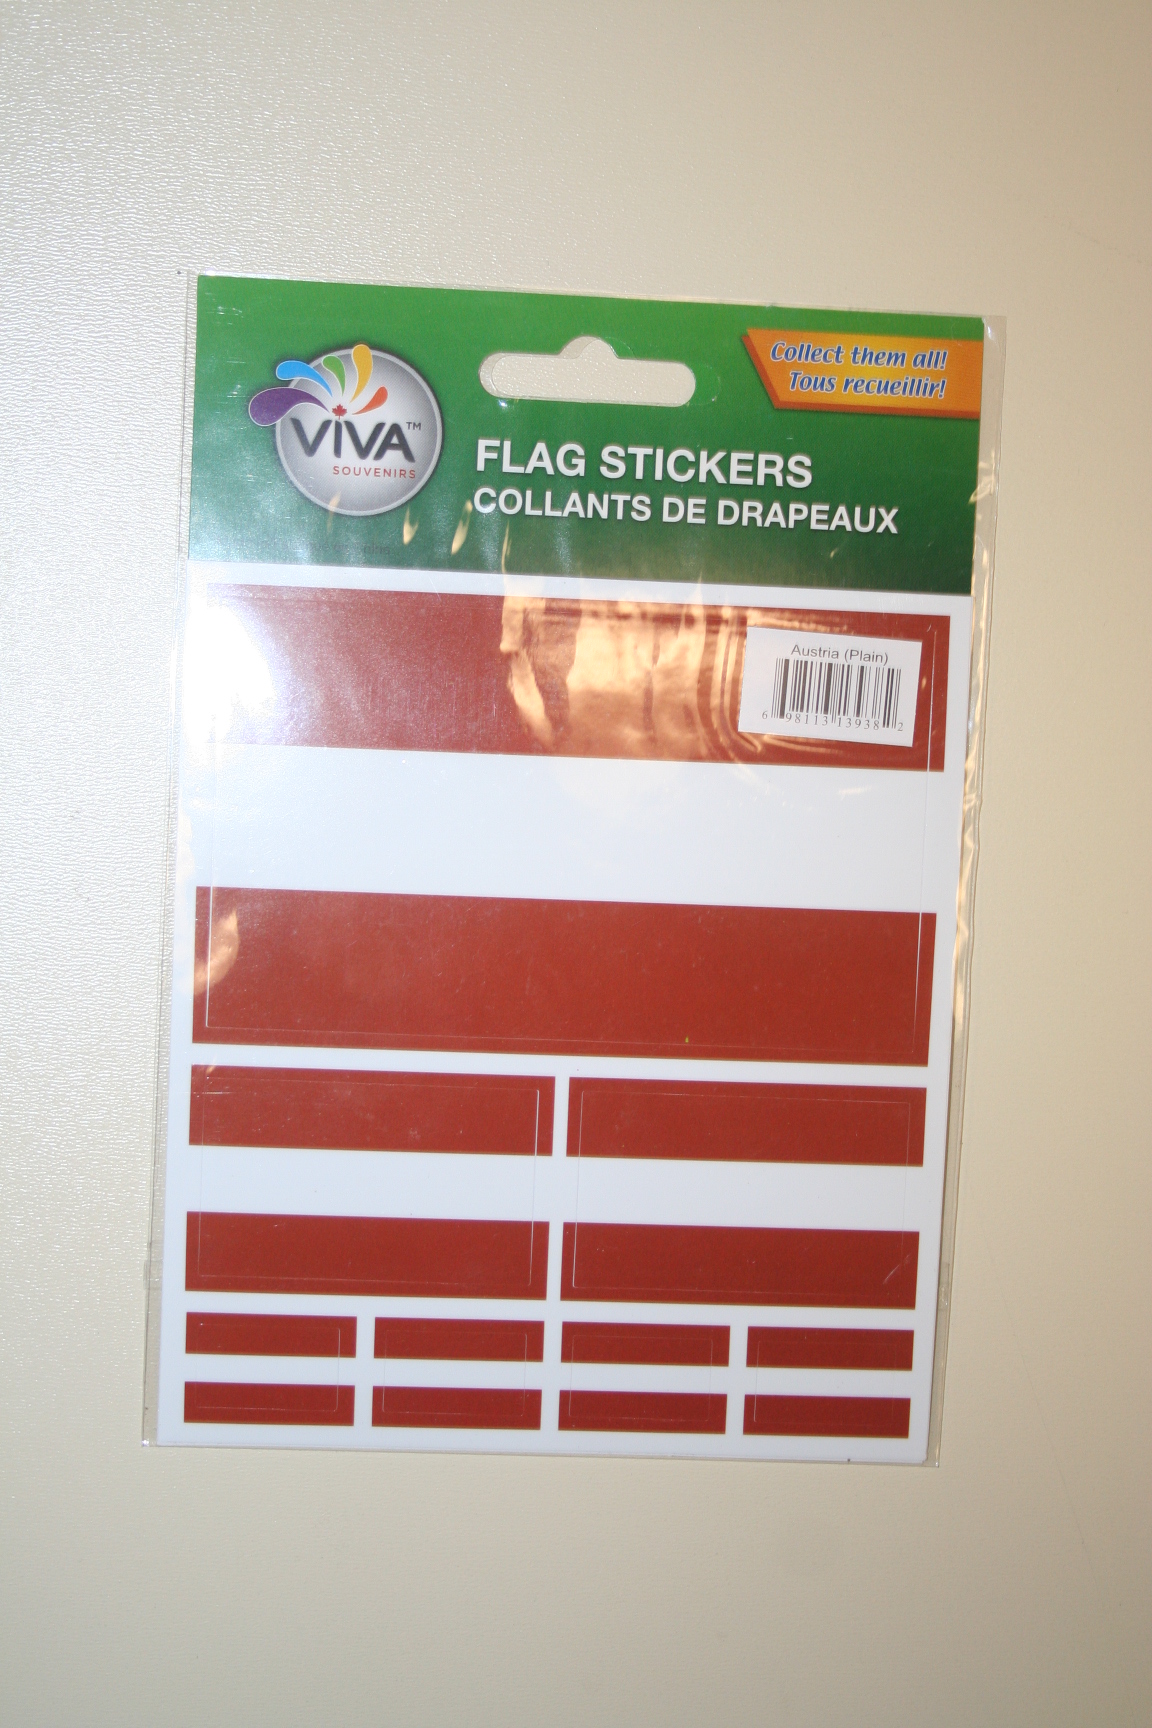 Collect them all!
Tous recueillir!
VIVA™
SOUVENIRS
FLAG STICKERS
COLLANTS DE DRAPEAUX
Austria (Plain)
6 98113 13938 2